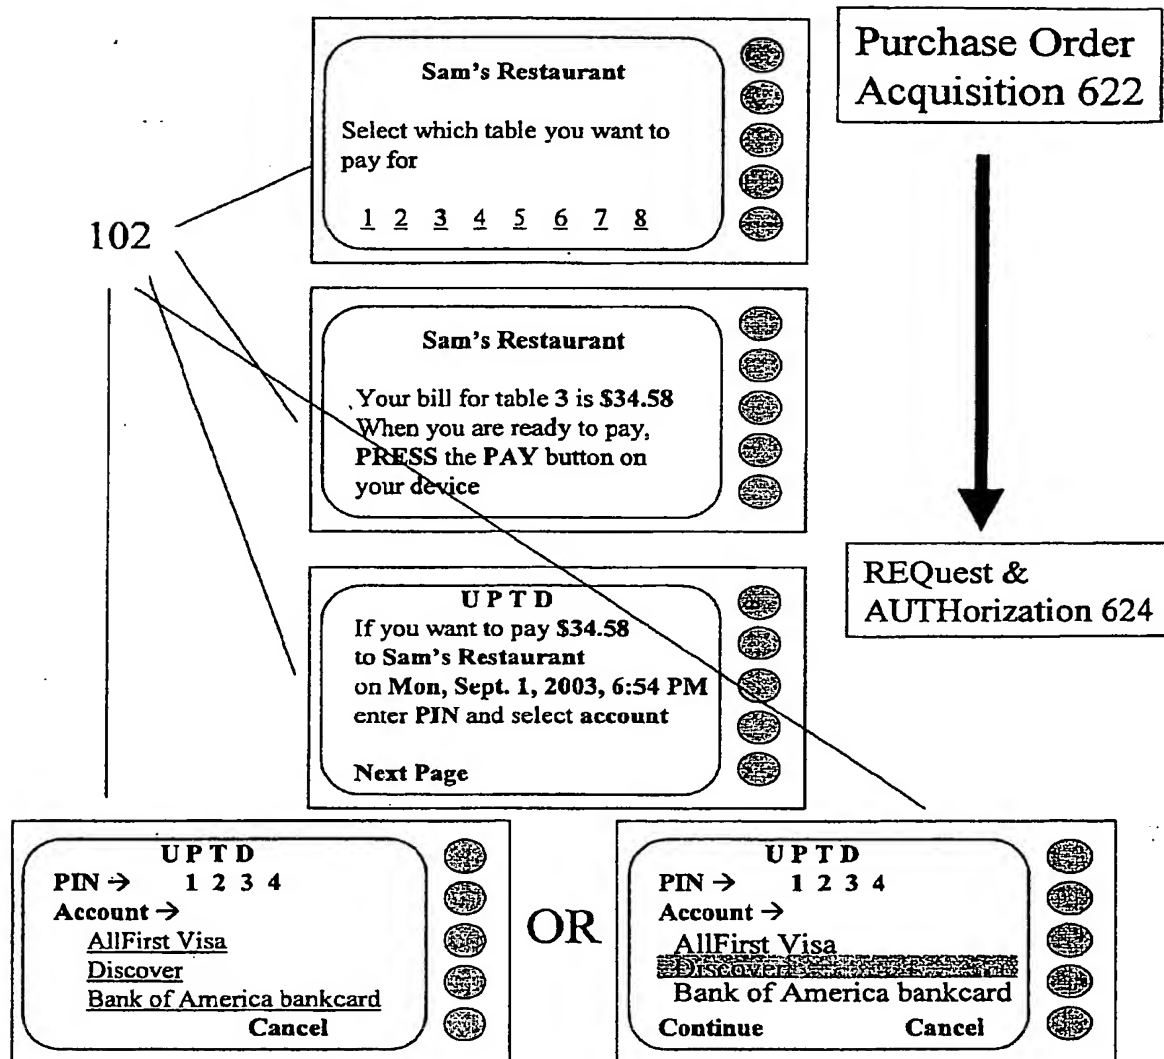 Sam's Restaurant
Select which table you want to
pay for
1 2 3 4 5 6 7 8
Purchase Order
Acquisition 622
102
Sam's Restaurant
Your bill for table 3 is $34.58
When you are ready to pay,
PRESS the PAY button on
your device
UPTD
If you want to pay $34.58
to Sam's Restaurant
on Mon, Sept. 1, 2003, 6:54 PM
enter PIN and select account
Next Page
REQuest &
AUTHorization 624
UPTD
PIN → 1 2 3 4
Account →
AllFirst Visa
Discover
Bank of America bankcard
Cancel
OR
UPTD
PIN → 1 2 3 4
Account →
AllFirst Visa
Discover
Bank of America bankcard
Continue Cancel